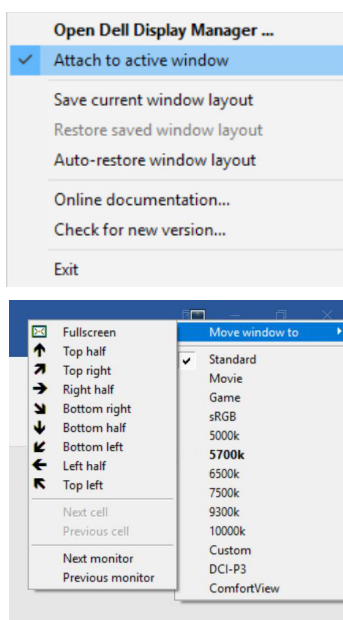 Open Dell Display Manager ...
Attach to active window
Save current window layout
Restore saved window layout
Auto-restore window layout
Online documentation...
Check for new version...
Exit
Fullscreen
Top half
Top right
Right half
Bottom right
Bottom half
Bottom left
Left half
Top left
Next cell
Previous cell
Next monitor
Previous monitor
Move window to
Standard
Movie
Game
sRGB
5000k
5700k
6500k
7500k
9300k
10000k
Custom
DCI-P3
ComfortView